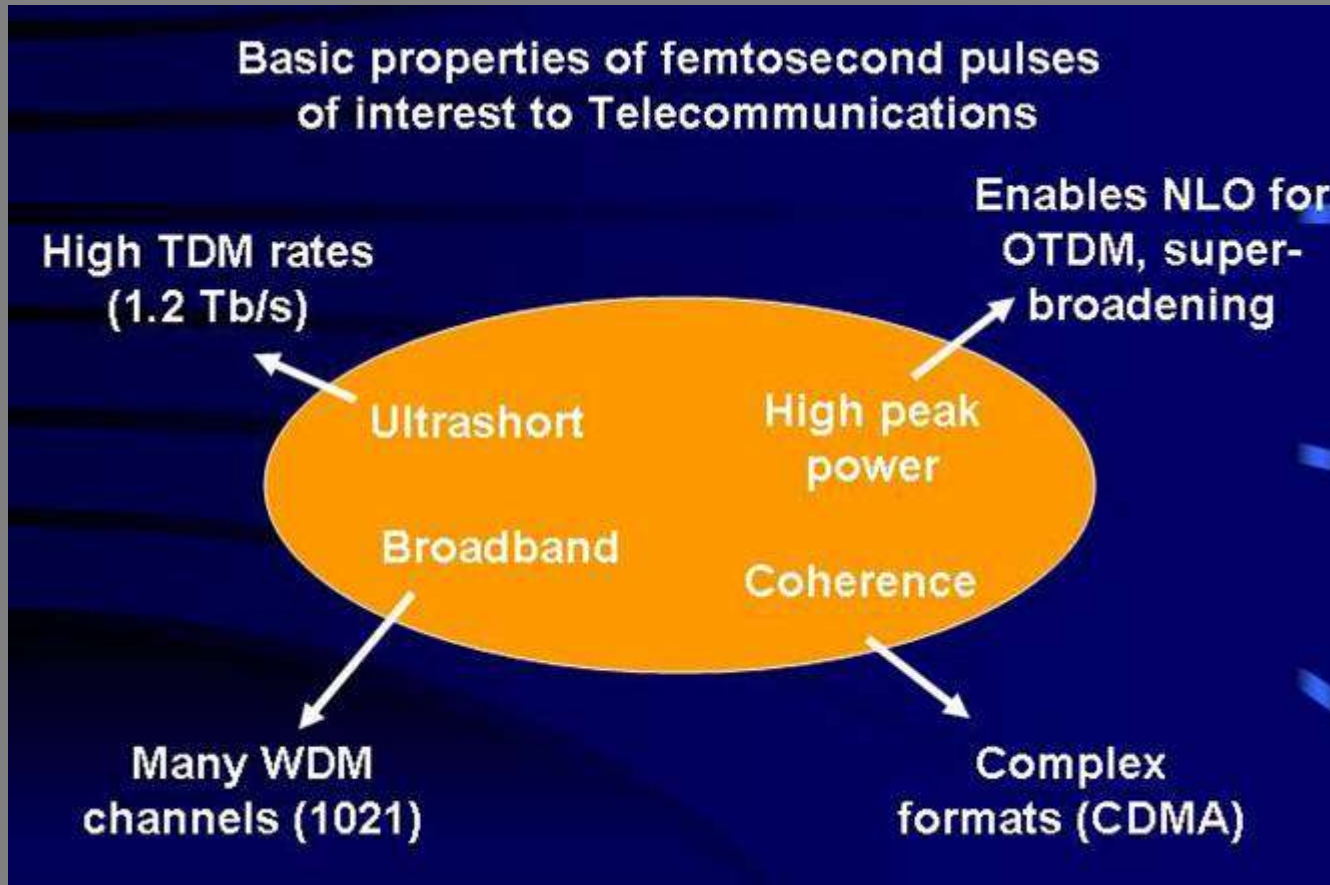 Basic properties of femtosecond pulses
of interest to Telecommunications
High TDM rates
(1.2 Tb/s)
Enables NLO for
OTDM, super-
broadening
Ultrashort
High peak
power
Broadband
Coherence
Many WDM
channels (1021)
Complex
formats (CDMA)